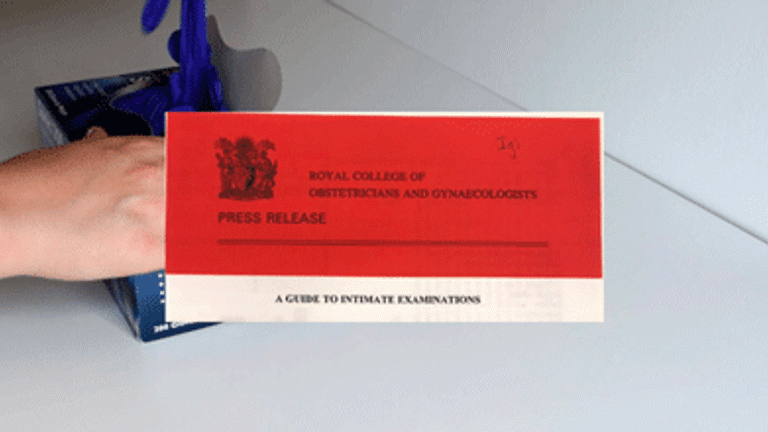 ROYAL COLLEGE OF
OBSTETRICIANS AND GYNAECOLOGISTS
PRESS RELEASE
A GUIDE TO INTIMATE EXAMINATIONS